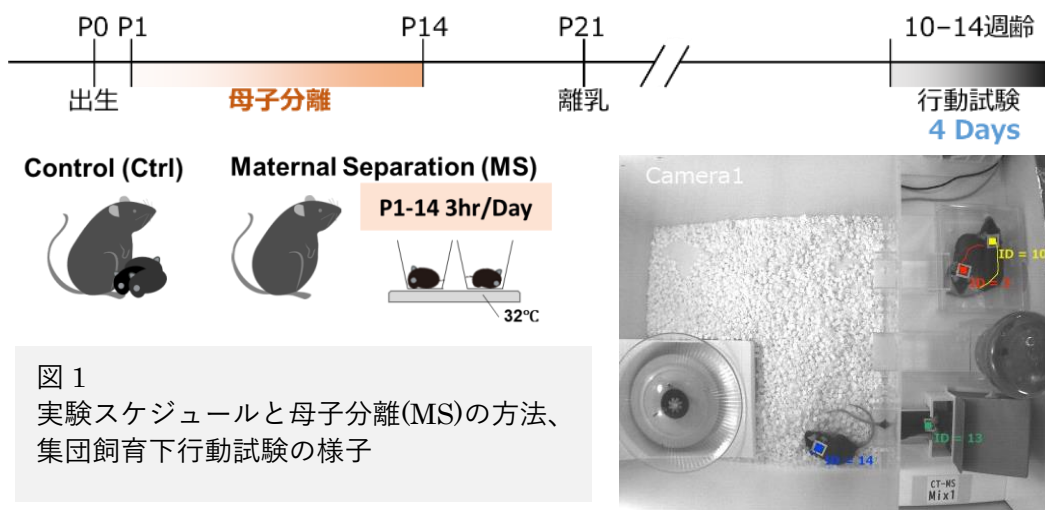 P0 P1 P14 P21 10–14週齢
出生 母子分離 離乳 行動試験
4 Days
Control (Ctrl) Maternal Separation (MS)
P1-14 3hr/Day
32℃
Camera1
ID = 10
ID = 14
ID = 13
CT-MS
Mix1
図 1
実験スケジュールと母子分離(MS)の方法、
集団飼育下行動試験の様子